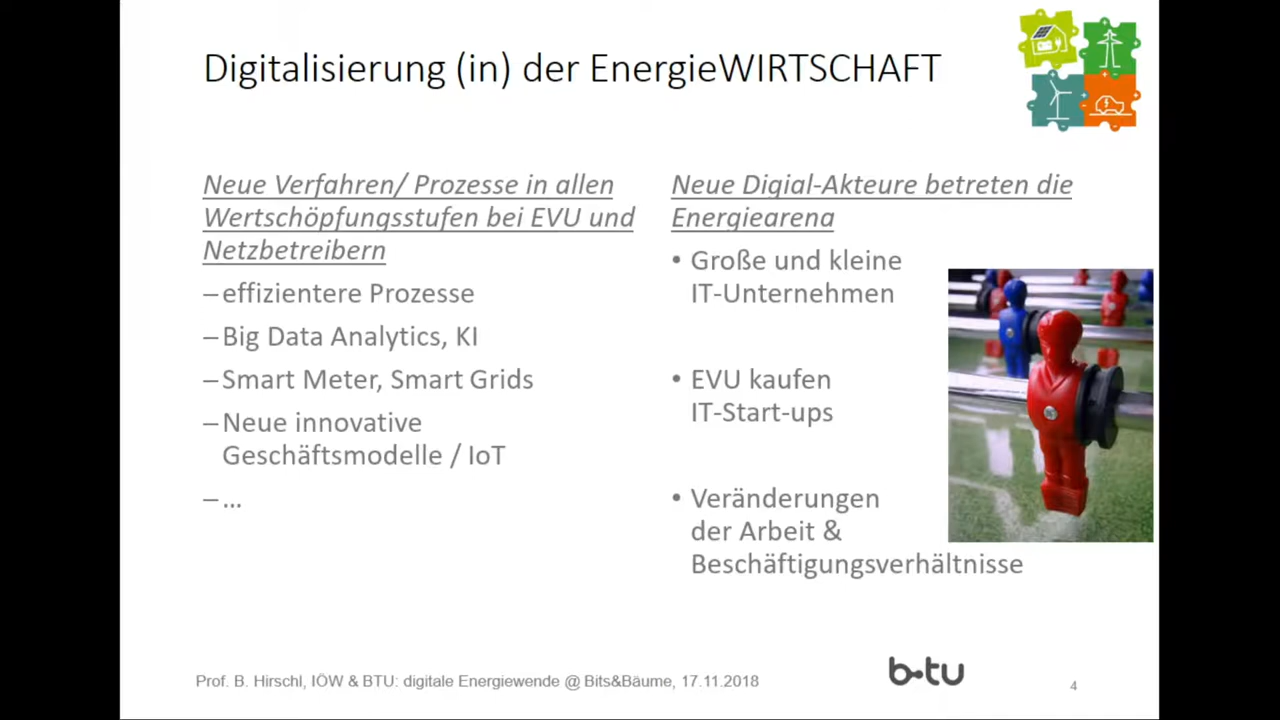 Digitalisierung (in) der EnergieWIRTSCHAFT
Neue Verfahren/ Prozesse in allen
Wertschöpfungsstufen bei EVU und
Netzbetreibern
–effizientere Prozesse
–Big Data Analytics, KI
–Smart Meter, Smart Grids
–Neue innovative
Geschäftsmodelle / IoT
–...
Neue Digial-Akteure betreten die
Energiearena
• Große und kleine
IT-Unternehmen
• EVU kaufen
IT-Start-ups
• Veränderungen
der Arbeit &
Beschäftigungsverhältnisse
Prof. B. Hirschl, IÖW & BTU: digitale Energiewende @ Bits&Bäume, 17.11.2018
b-tu
4